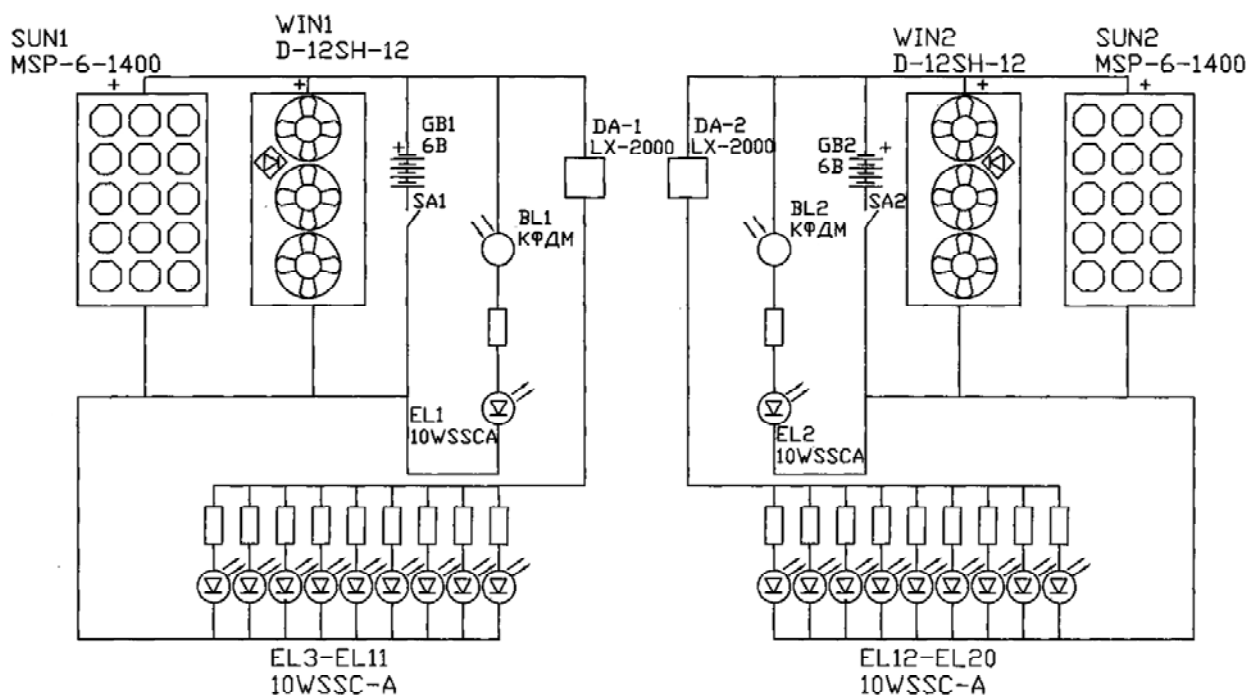 SUN1
MSP-6-1400
+
WIN1
D-12SH-12
+
GB1
6В
+
SA1
BL1
КФДМ
DA-1
LX-2000
EL1
10WSSCA
EL3-EL11
10WSSC-A
DA-2
LX-2000
BL2
КФДМ
GB2
6В
+
SA2
WIN2
D-12SH-12
+
SUN2
MSP-6-1400
+
EL2
10WSSCA
EL12-EL20
10WSSC-A